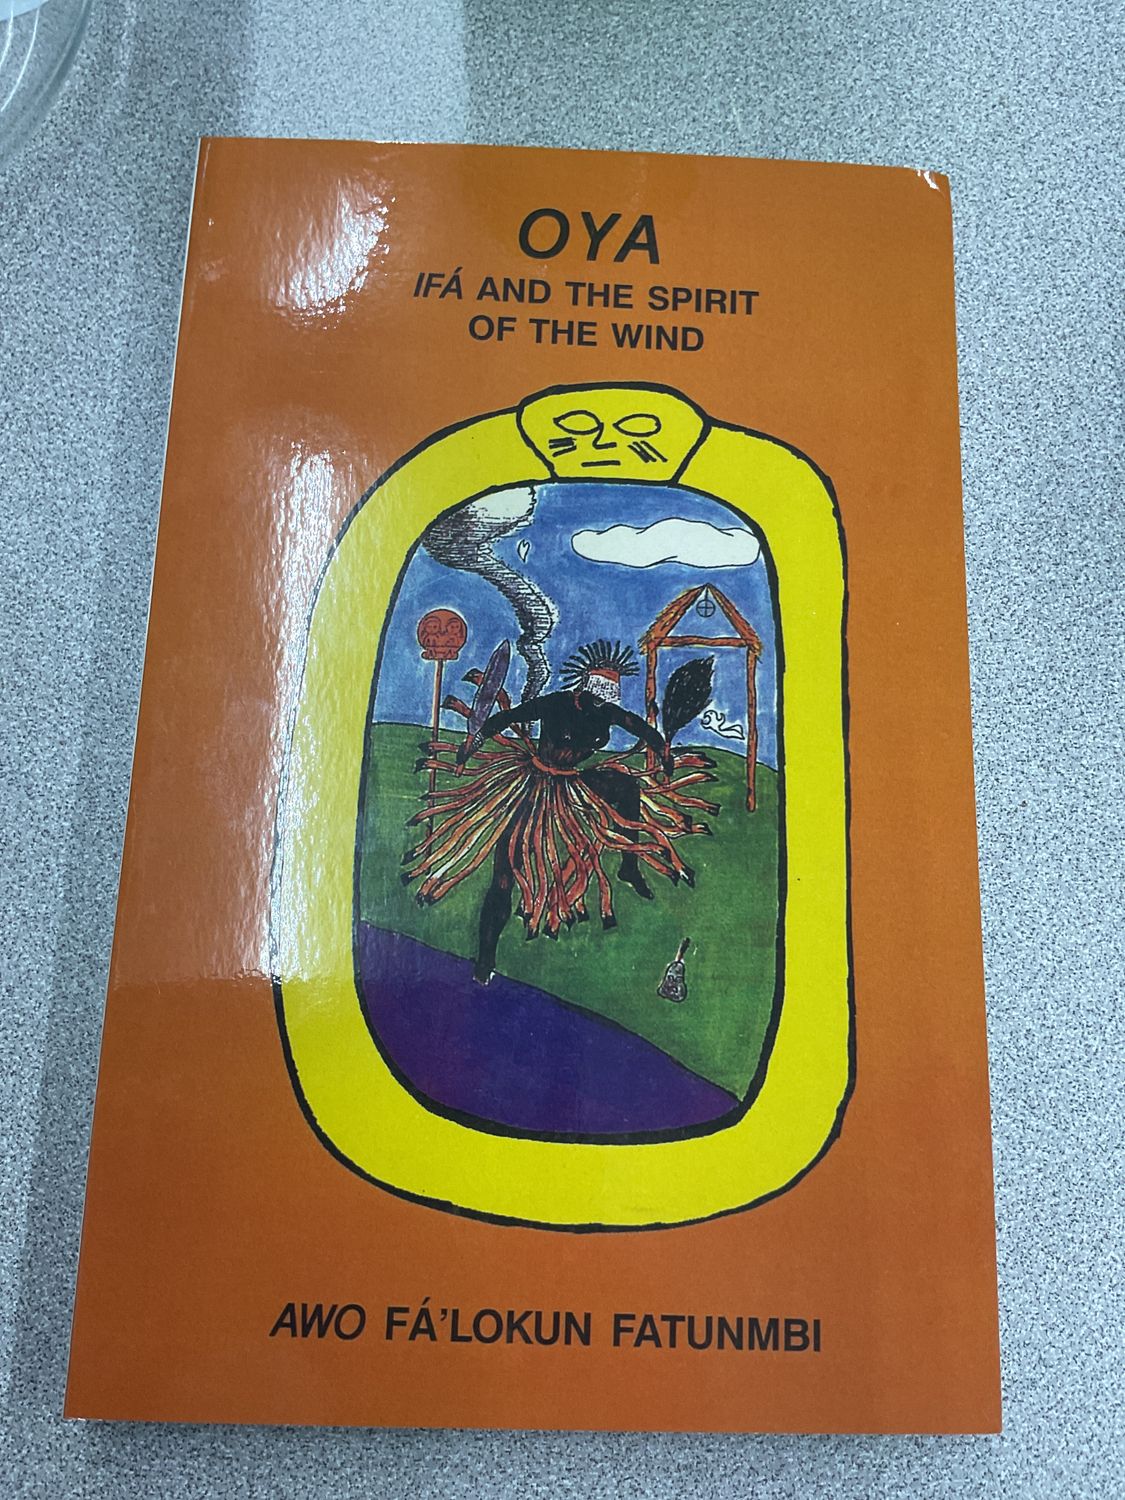 OYA
IFÁ AND THE SPIRIT
OF THE WIND
AWO FÁ'LOKUN FATUNMBI